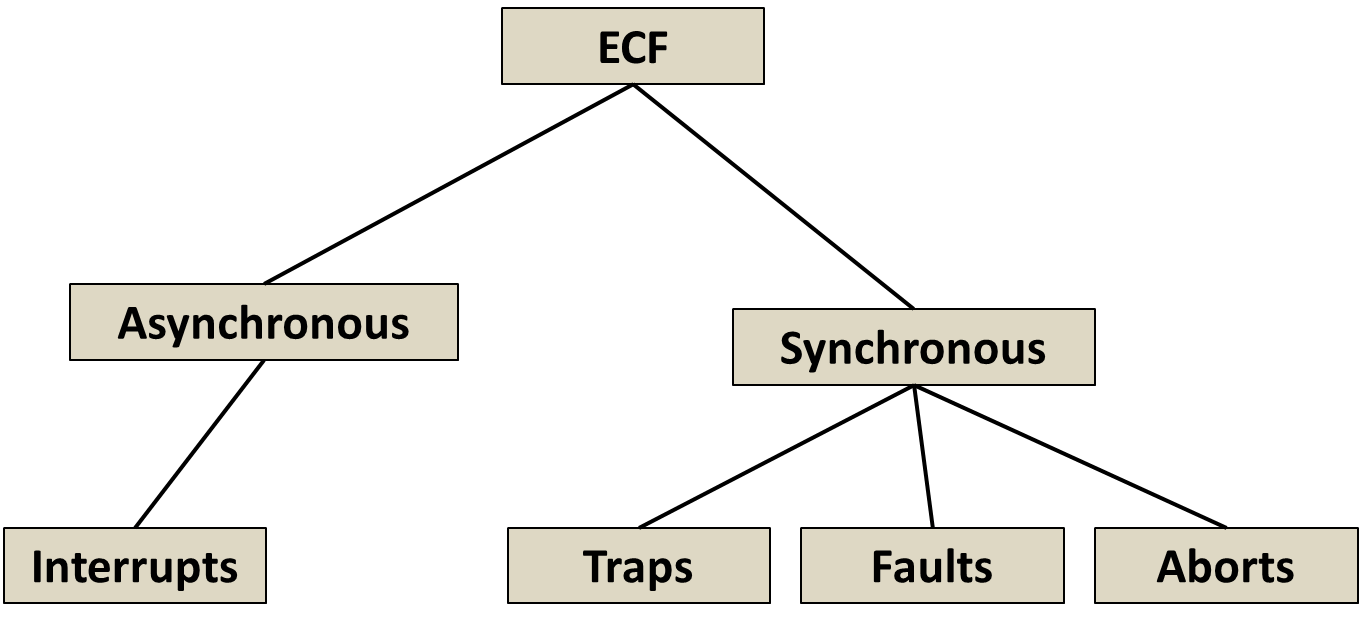 ECF
Asynchronous
Synchronous
Interrupts
Traps
Faults
Aborts